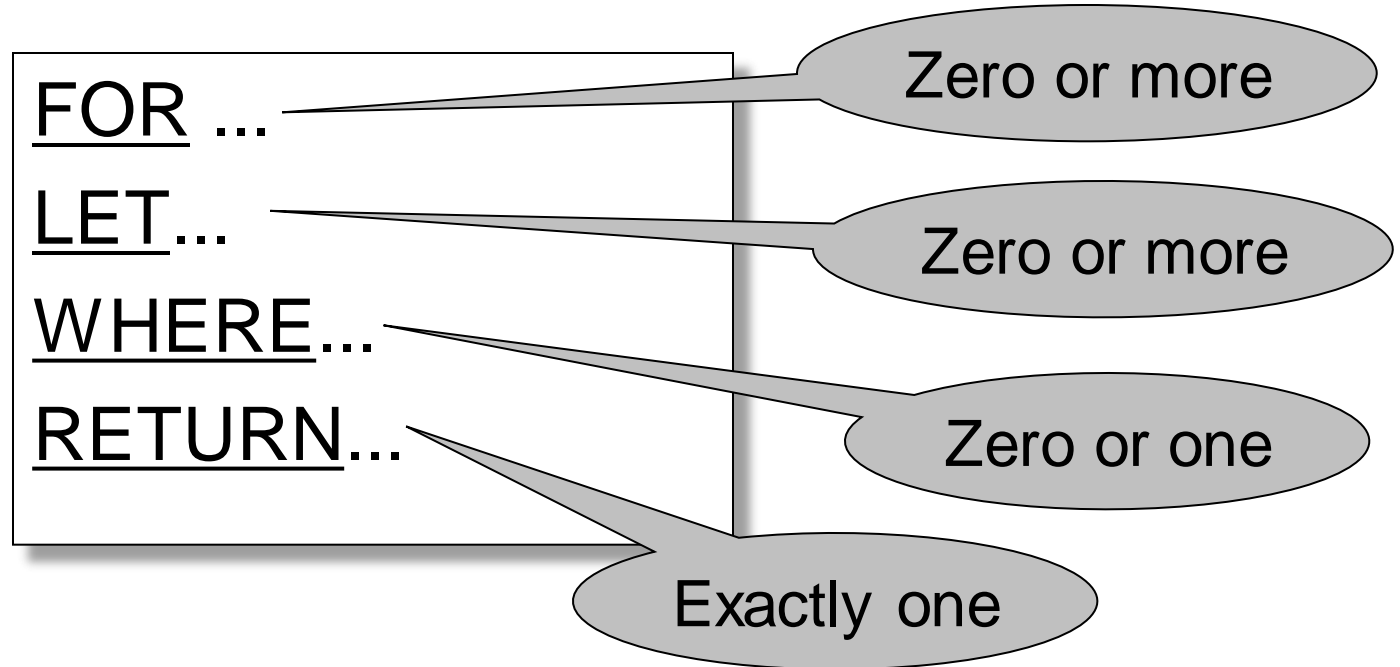 FOR ...
Zero or more
LET...
Zero or more
WHERE...
Zero or one
RETURN...
Exactly one